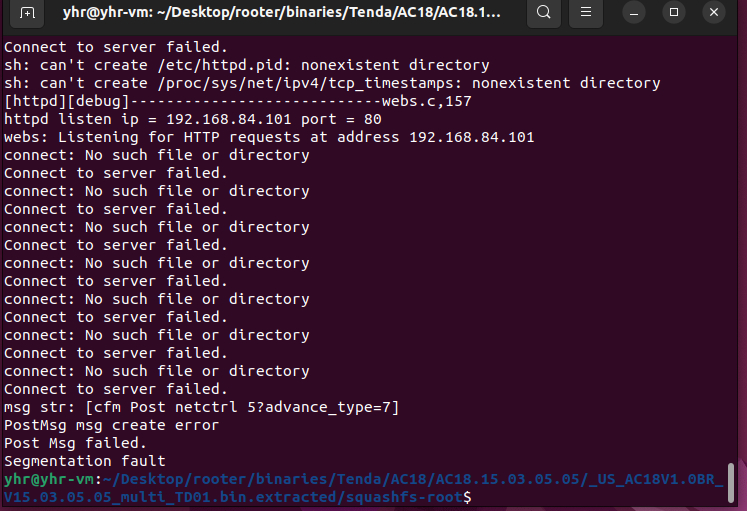 yhr@yhr-vm: ~/Desktop/rooter/binaries/Tenda/AC18/AC18.1...
Connect to server failed.
sh: can't create /etc/httpd.pid: nonexistent directory
sh: can't create /proc/sys/net/ipv4/tcp_timestamps: nonexistent directory
[httpd][debug]----------------------------webs.c,157
httpd listen ip = 192.168.84.101 port = 80
webs: Listening for HTTP requests at address 192.168.84.101
connect: No such file or directory
Connect to server failed.
connect: No such file or directory
Connect to server failed.
connect: No such file or directory
Connect to server failed.
connect: No such file or directory
Connect to server failed.
connect: No such file or directory
Connect to server failed.
connect: No such file or directory
Connect to server failed.
connect: No such file or directory
Connect to server failed.
msg str: [cfm Post netctrl 5?advance_type=7]
PostMsg msg create error
Post Msg failed.
Segmentation fault
yhr@yhr-vm:~/Desktop/rooter/binaries/Tenda/AC18/AC18.15.03.05.05/_US_AC18V1.0BR_
V15.03.05.05_multi_TD01.bin.extracted/squashfs-root$